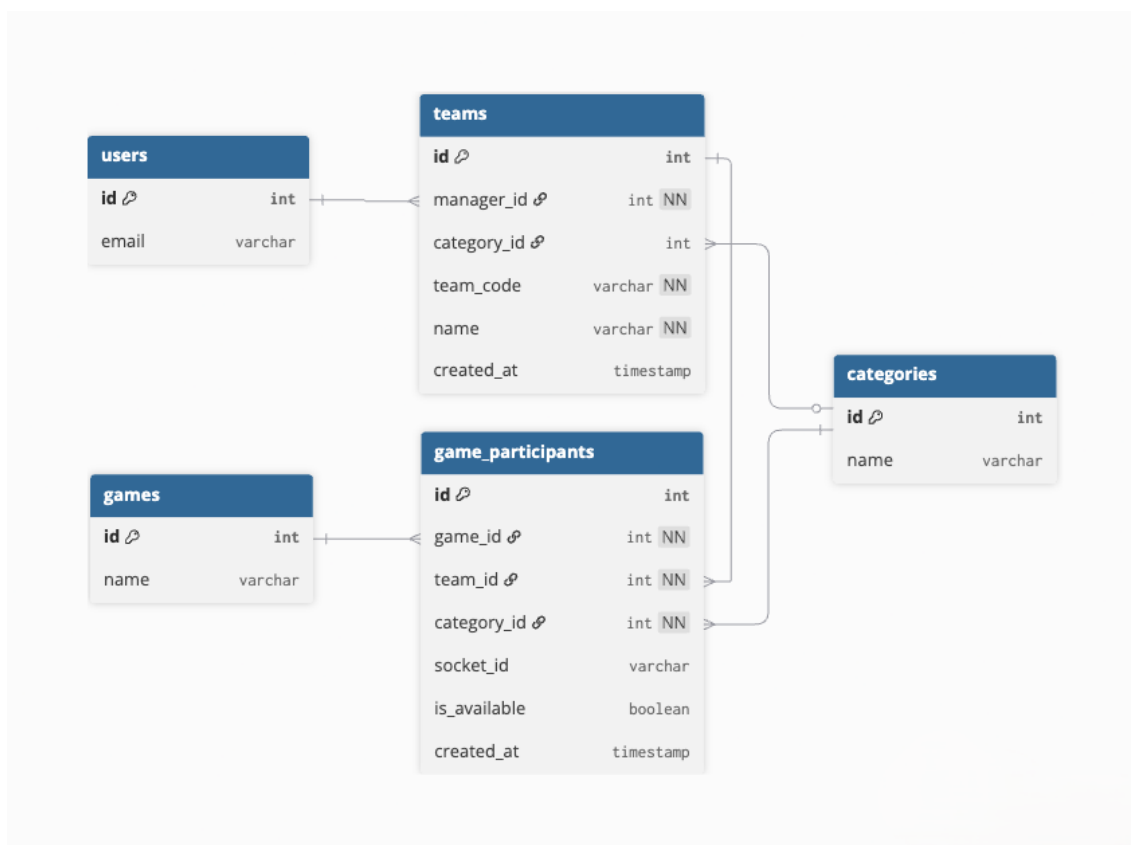 users
id int
email varchar
teams
id int
manager_id int NN
category_id int
team_code varchar NN
name varchar NN
created_at timestamp
categories
id int
name varchar
games
id int
name varchar
game_participants
id int
game_id int NN
team_id int NN
category_id int NN
socket_id varchar
is_available boolean
created_at timestamp